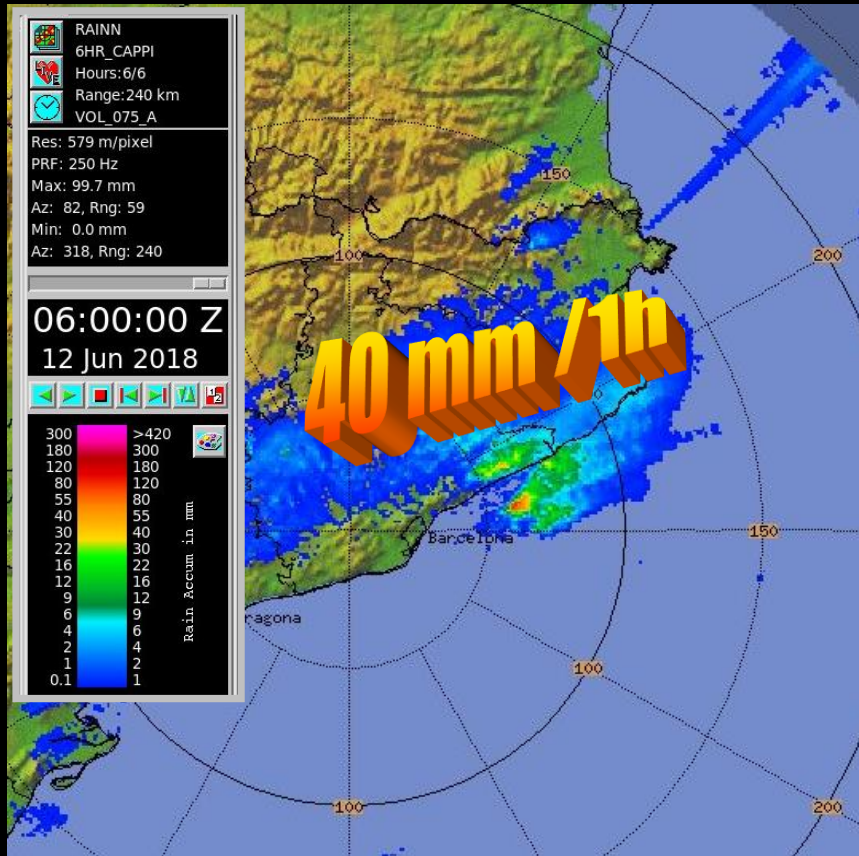 RAINN
6HR_CAPPI
Hours:6/6
Range:240 km
VOL_075_A
Res: 579 m/pixel
PRF: 250 Hz
Max: 99.7 mm
Az: 82, Rng: 59
Min: 0.0 mm
Az: 318, Rng: 240
06:00:00 Z
12 Jun 2018
300 >420
180 300
120 180
80 120
55 80
40 55
30 40
22 30
16 22
12 16
9 12
6 9
4 6
2 4
1 2
0.1 1
Rain Accum in mm
150
100
200
40 mm /1h
Barcelona
150
ragona
100
100
200